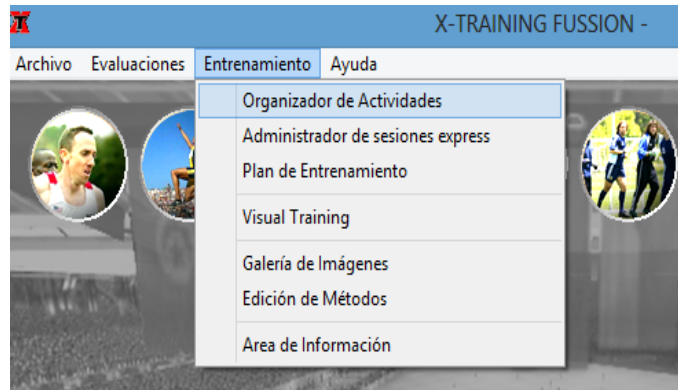 X-TRAINING FUSSION -
Archivo Evaluaciones Entrenamiento Ayuda
Organizador de Actividades
Administrador de sesiones express
Plan de Entrenamiento
Visual Training
Galería de Imágenes
Edición de Métodos
Area de Información